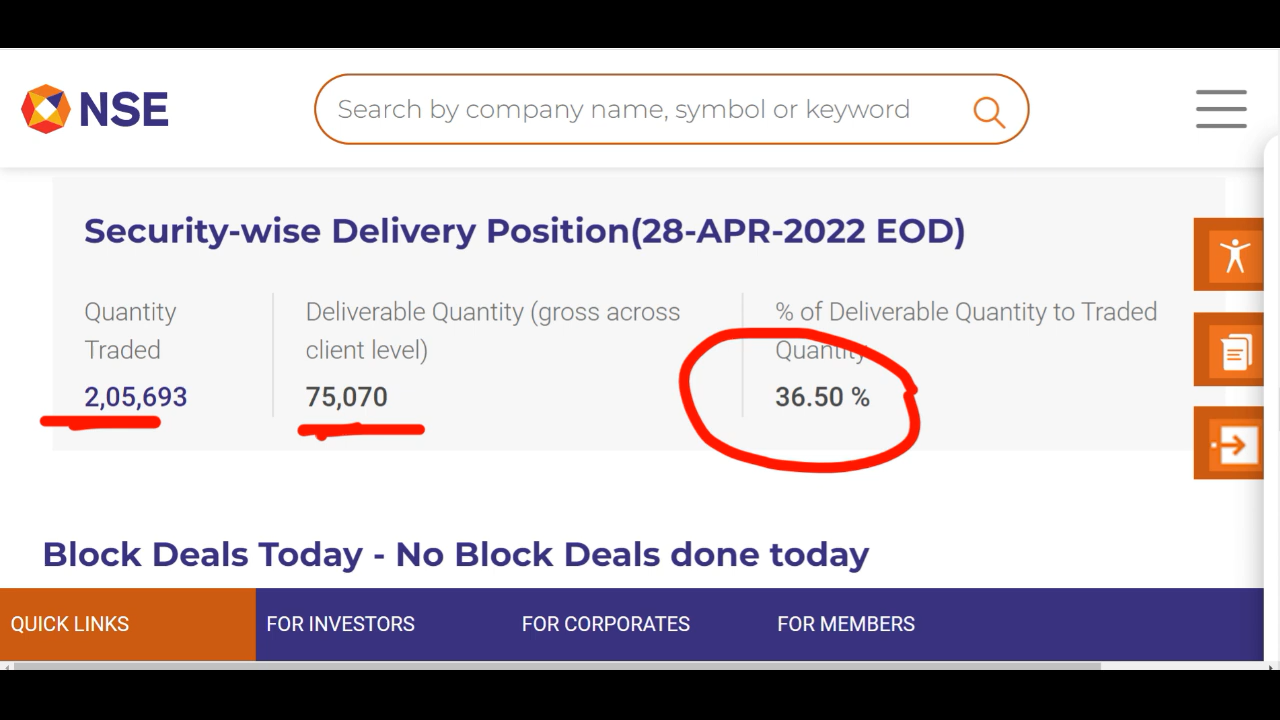 NSE
Search by company name, symbol or keyword
Security-wise Delivery Position(28-APR-2022 EOD)
Quantity
Traded
2,05,693
Deliverable Quantity (gross across
client level)
75,070
% of Deliverable Quantity to Traded
Quantity
36.50 %
Block Deals Today - No Block Deals done today
QUICK LINKS
FOR INVESTORS
FOR CORPORATES
FOR MEMBERS